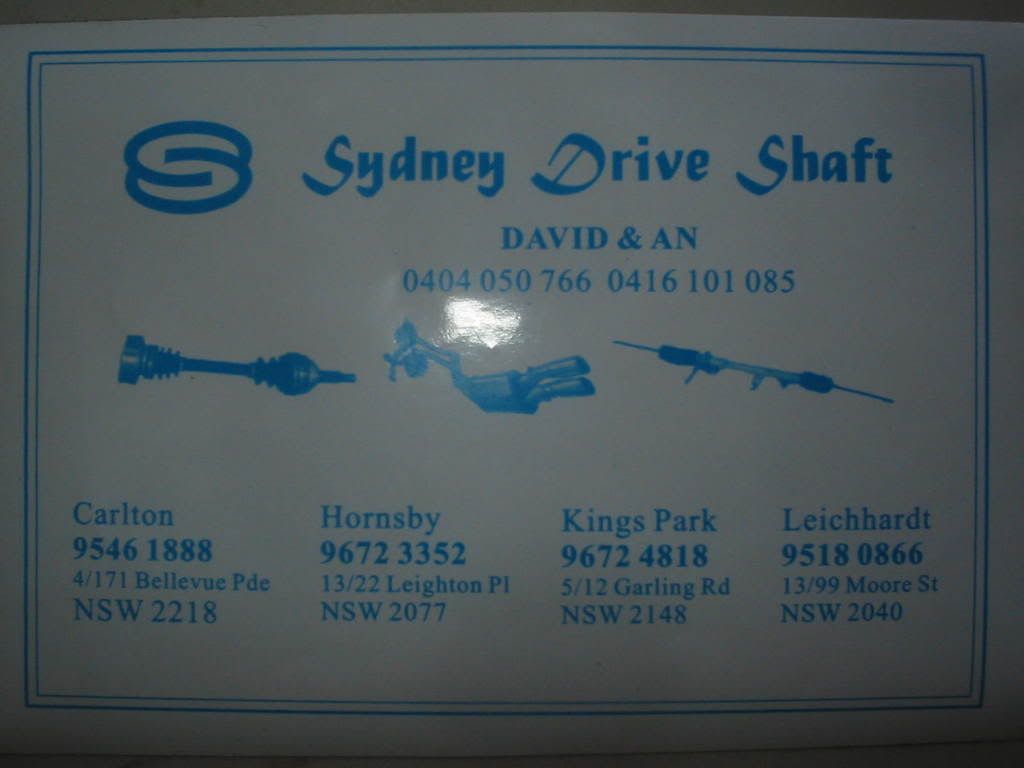 Sydney Drive Shaft
DAVID & AN
0404 050 766 0416 101 085
Carlton
9546 1888
4/171 Bellevue Pde
NSW 2218
Hornsby
9672 3352
13/22 Leighton Pl
NSW 2077
Kings Park
9672 4818
5/12 Garling Rd
NSW 2148
Leichhardt
9518 0866
13/99 Moore St
NSW 2040